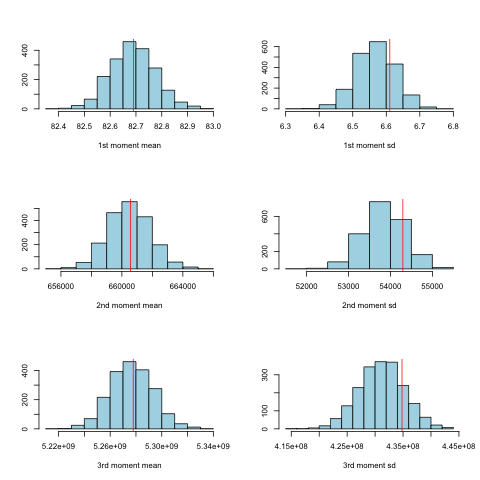 0 200 400
82.4 82.5 82.6 82.7 82.8 82.9 83.0
1st moment mean
0 200 400 600
6.3 6.4 6.5 6.6 6.7 6.8
1st moment sd
0 200 400
656000 660000 664000
2nd moment mean
0 200 600
52000 53000 54000 55000
2nd moment sd
0 200 400
5.22e+09 5.26e+09 5.30e+09 5.34e+09
3rd moment mean
0 100 300
4.15e+08 4.25e+08 4.35e+08 4.45e+08
3rd moment sd